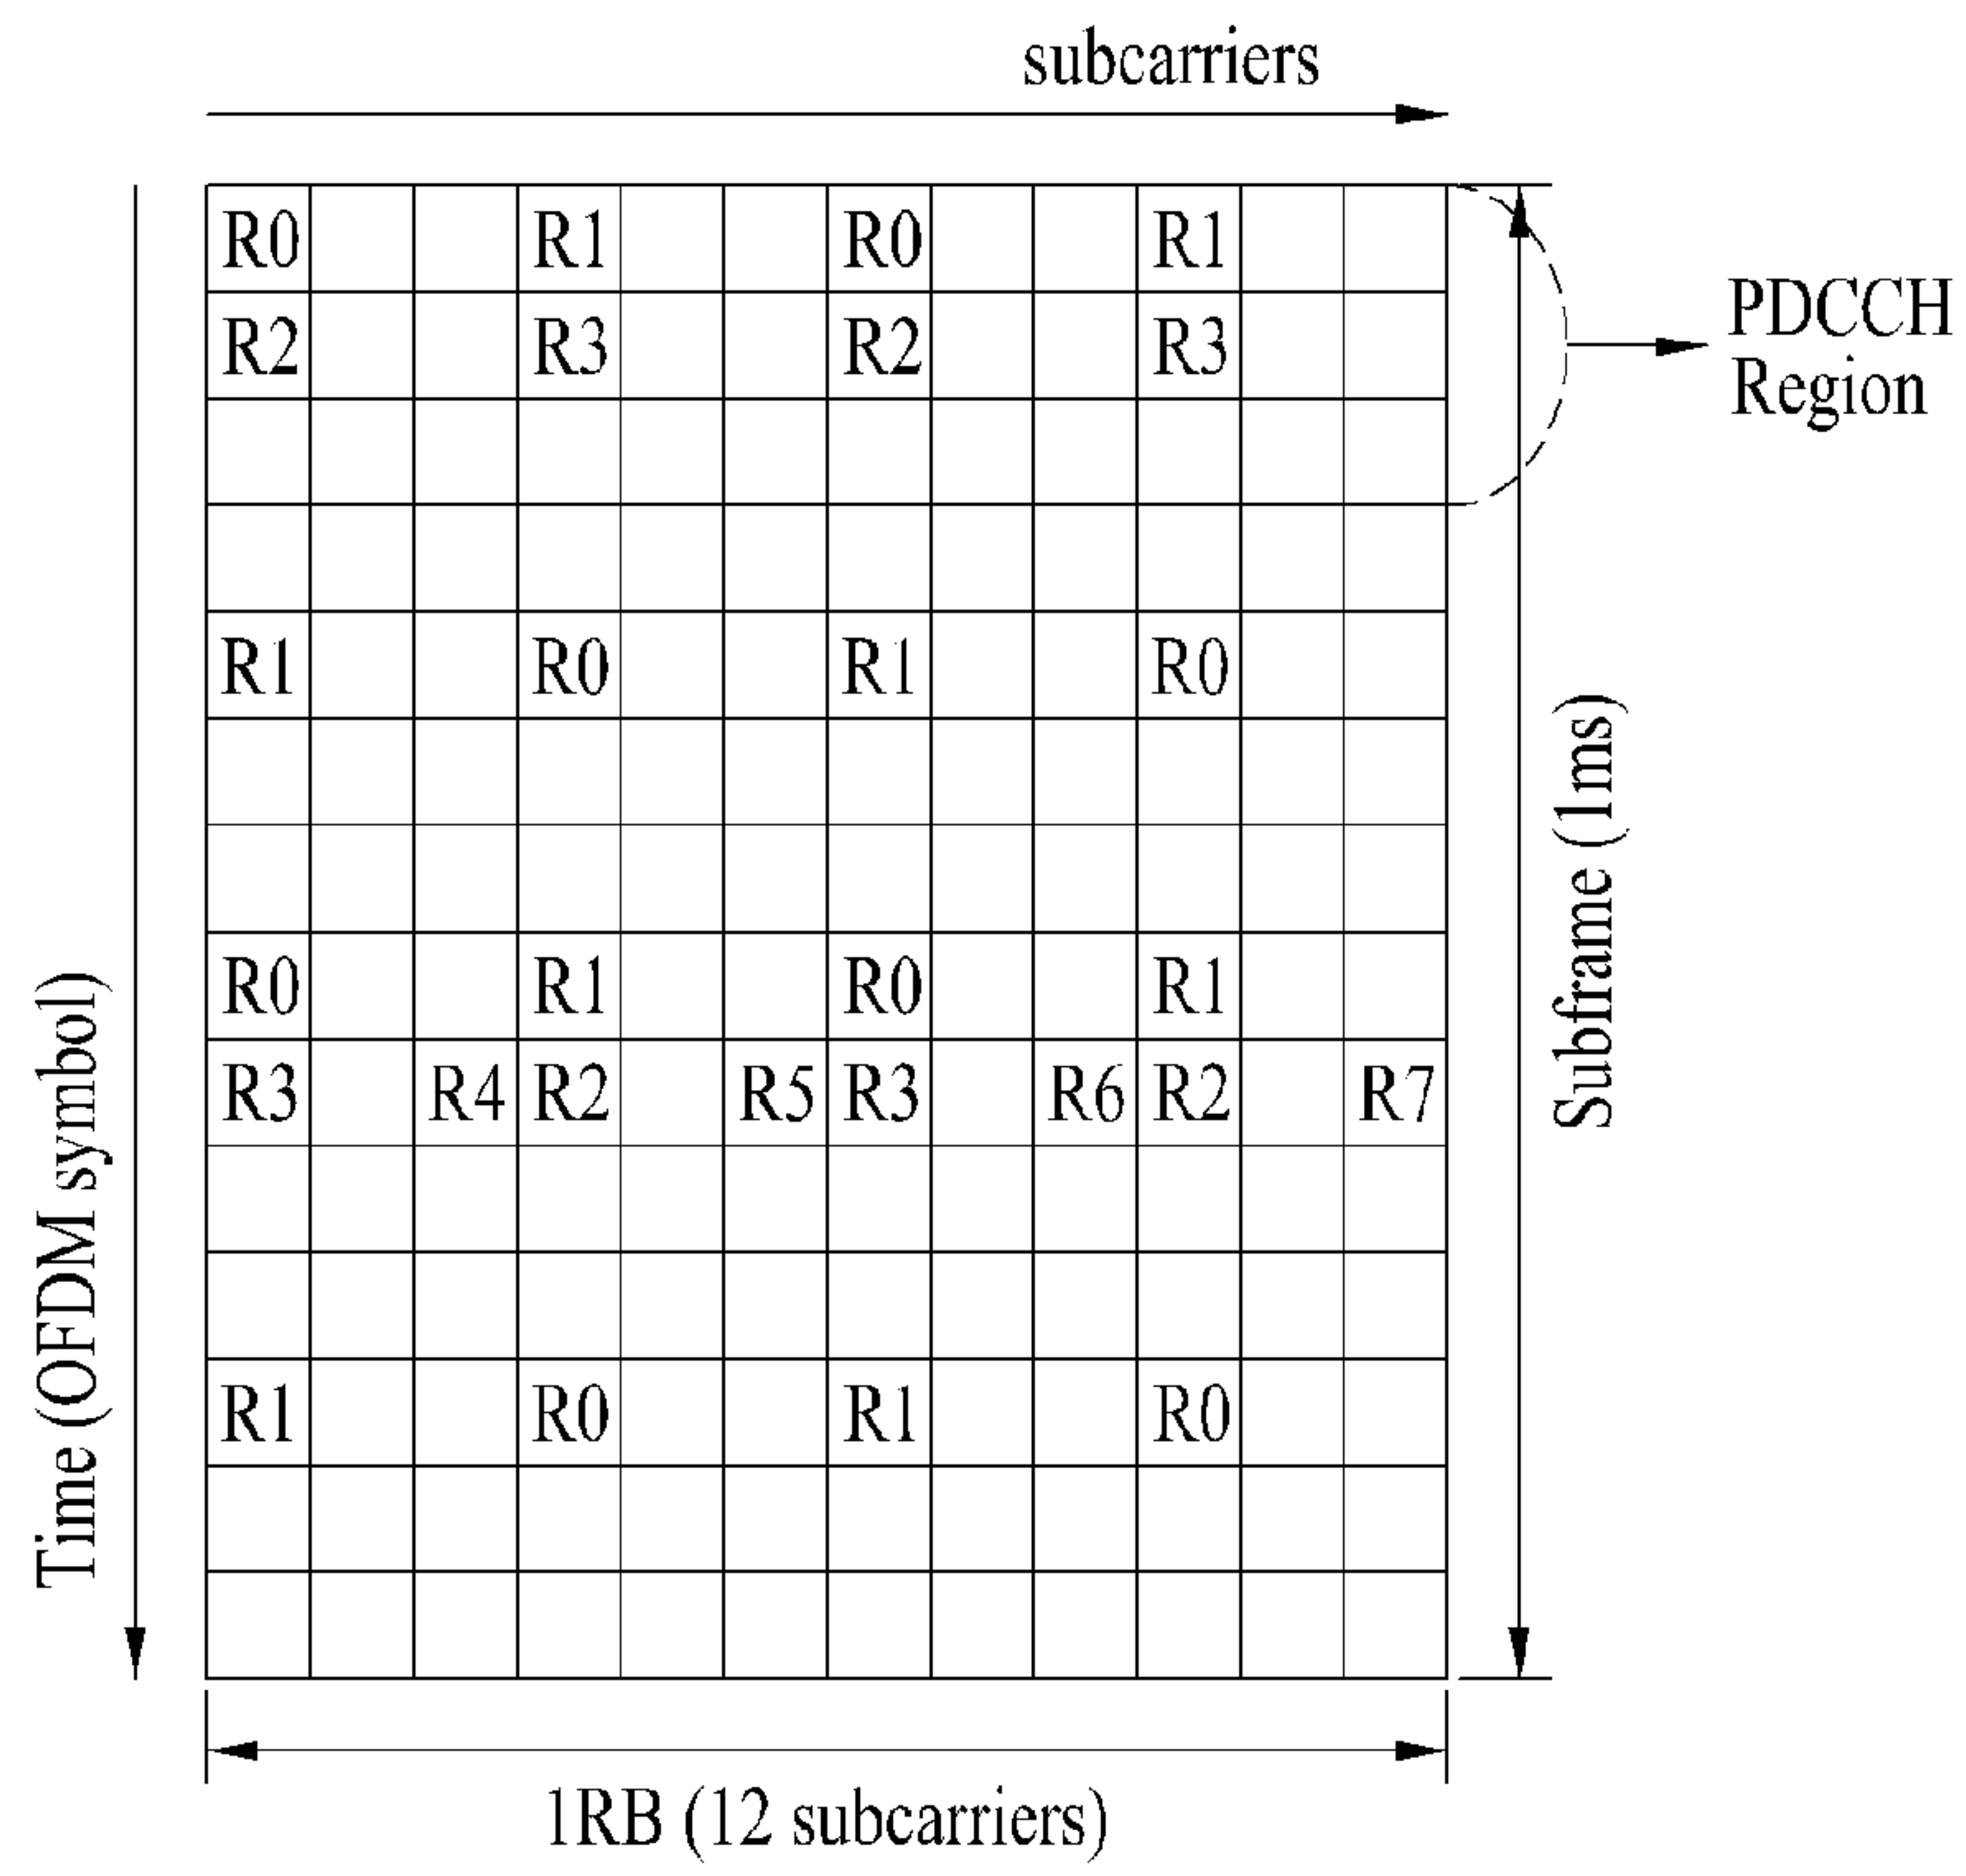 subcarriers
R0 R1 R0 R1
R2 R3 R2 R3
PDCCH
Region
R1 R0 R1 R0
R0 R1 R0 R1
R3 R4 R2 R5 R3 R6 R2 R7
R1 R0 R1 R0
Time (OFDM symbol)
Subframe (1ms)
1RB (12 subcarriers)